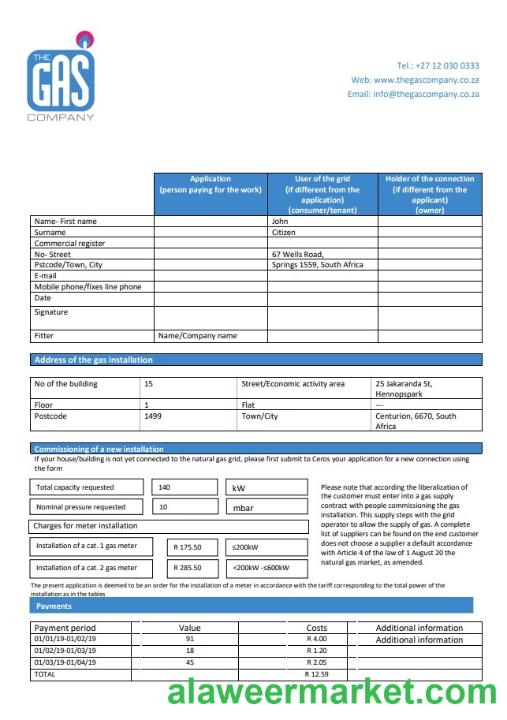 THE
GAS
COMPANY
Tel.: +27 12 030 0333
Web: www.thegascompany.co.za
Email: info@thegascompany.co.za
Application
(person paying for the work)
User of the grid
(if different from the
application)
(consumer/tenant)
Holder of the connection
(if different from the
applicant)
(owner)
Name- First name John
Surname Citizen
Commercial register
No- Street 67 Wells Road,
Pstcode/Town, City Springs 1559, South Africa
E-mail
Mobile phone/fixes line phone
Date
Signature
Fitter Name/Company name
Address of the gas installation
No of the building 15 Street/Economic activity area 25 Jakaranda St,
Hennopspark
Floor 1 Flat ---
Postcode 1499 Town/City Centurion, 6670, South
Africa
Commissioning of a new installation
If your house/building is not yet connected to the natural gas grid, please first submit to Ceros your application for a new connection using
the form
Total capacity requested 140 kW
Nominal pressure requested 10 mbar
Charges for meter installation
Installation of a cat. 1 gas meter R 175.50 ≤200kW
Installation of a cat. 2 gas meter R 285.50 <200kW -≤600kW
Please note that according the liberalization of
the customer must enter into a gas supply
contract with people commissioning the gas
installation. This supply steps with the grid
operator to allow the supply of gas. A complete
list of suppliers can be found on the end customer
does not choose a supplier a default accordance
with Article 4 of the law of 1 August 20 the
natural gas market, as amended.
The present application is deemed to be an order for the installation of a meter in accordance with the tariff corresponding to the total power of the
installation as in the tables
Payments
Payment period Value Costs Additional information
01/01/19-01/02/19 91 R 4.00 Additional information
01/02/19-01/03/19 18 R 1.20
01/03/19-01/04/19 45 R 2.05
TOTAL R 12.59
alaweermarket.com